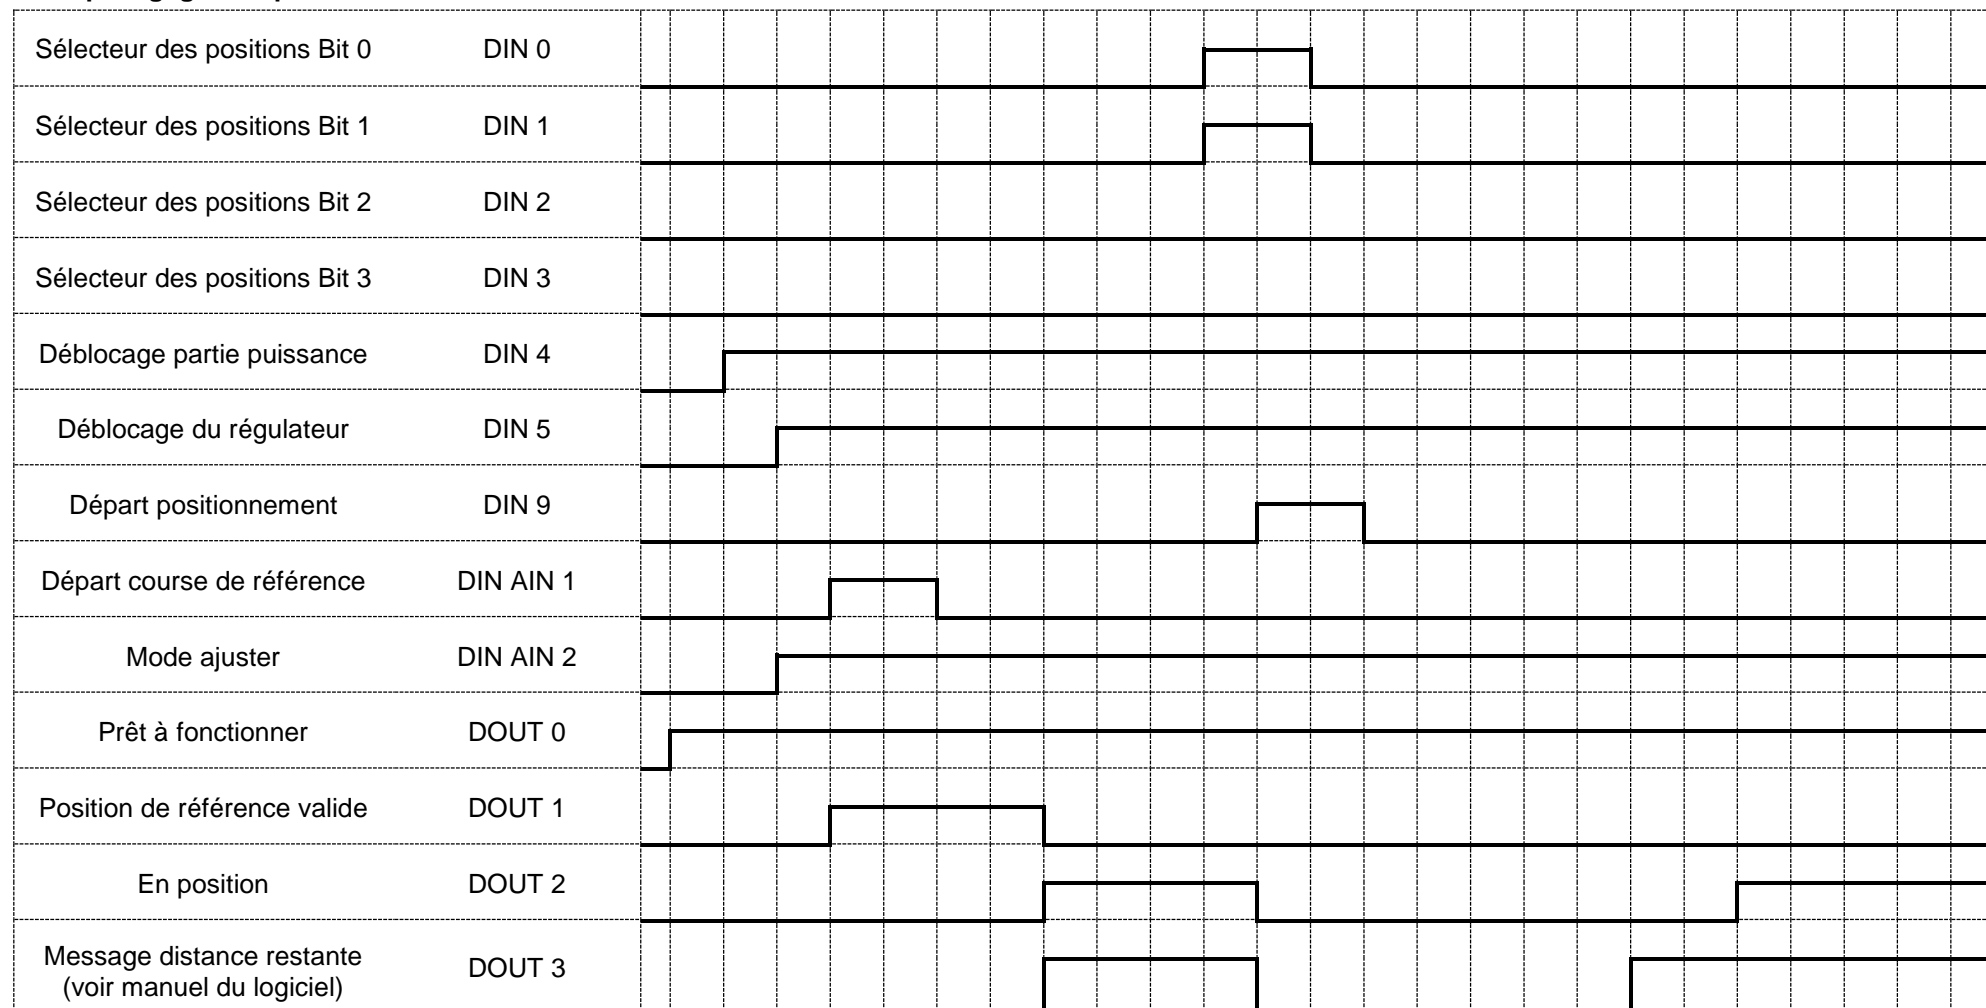 Sélecteur des positions Bit 0 DIN 0
Sélecteur des positions Bit 1 DIN 1
Sélecteur des positions Bit 2 DIN 2
Sélecteur des positions Bit 3 DIN 3
Déblocage partie puissance DIN 4
Déblocage du régulateur DIN 5
Départ positionnement DIN 9
Départ course de référence DIN AIN 1
Mode ajuster DIN AIN 2
Prêt à fonctionner DOUT 0
Position de référence valide DOUT 1
En position DOUT 2
Message distance restante
(voir manuel du logiciel) DOUT 3